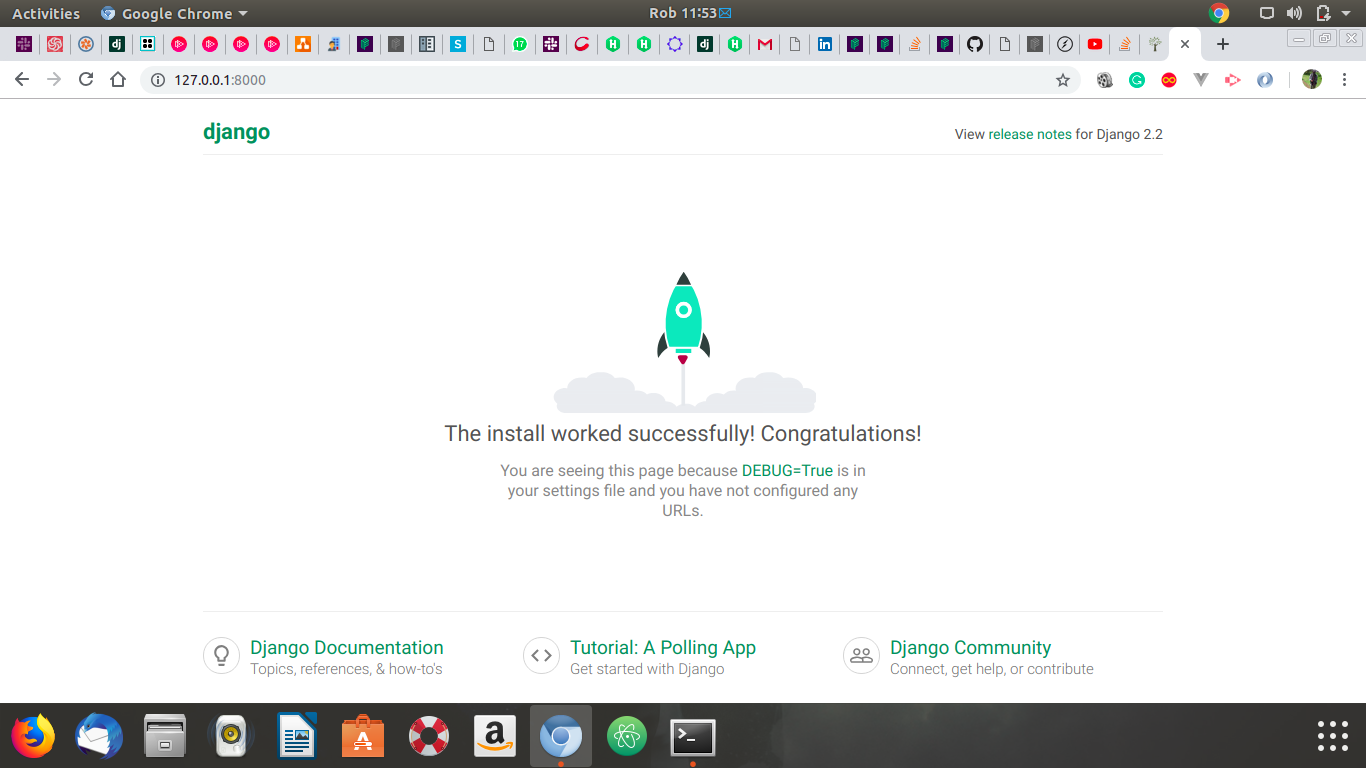 Activities Google Chrome Rob 11:53
127.0.0.1:8000
django
View release notes for Django 2.2
The install worked successfully! Congratulations!
You are seeing this page because DEBUG=True is in
your settings file and you have not configured any
URLs.
Django Documentation
Topics, references, & how-to's
Tutorial: A Polling App
Get started with Django
Django Community
Connect, get help, or contribute